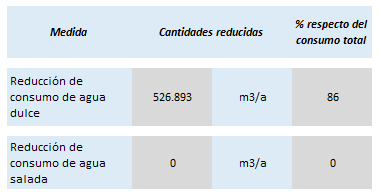 Medida
Cantidades reducidas
% respecto del
consumo total
Reducción de
consumo de agua
dulce
526.893
m3/a
86
Reducción de
consumo de agua
salada
0
m3/a
0